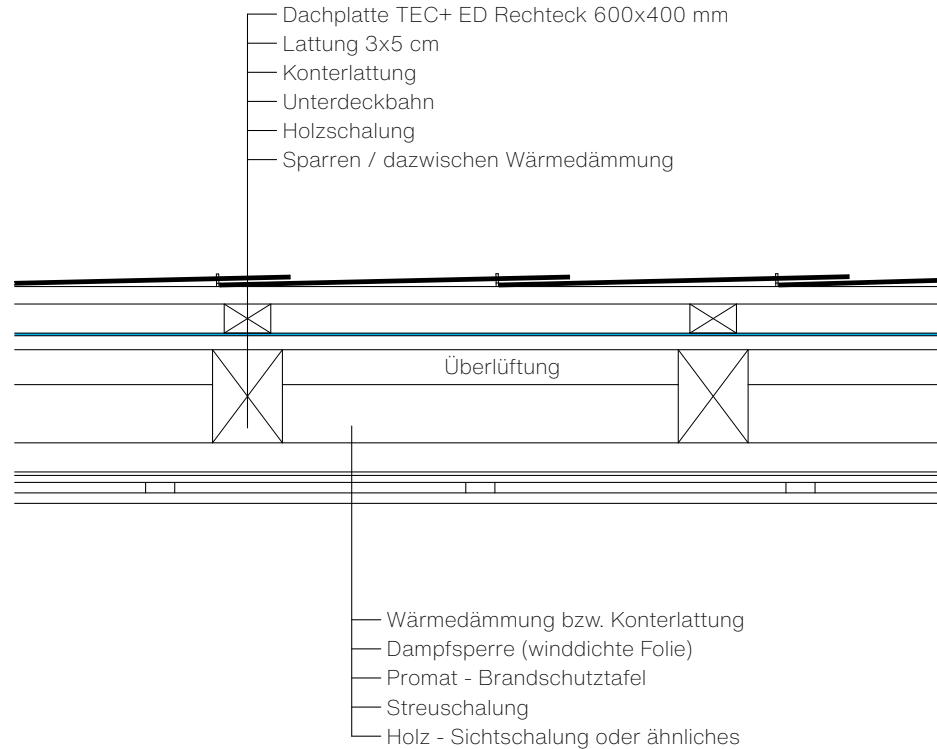 Dachplatte TEC+ ED Rechteck 600x400 mm
Lattung 3x5 cm
Konterlattung
Unterdeckbahn
Holzschalung
Sparren / dazwischen Wärmedämmung
Überlüftung
Wärmedämmung bzw. Konterlattung
Dampfsperre (winddichte Folie)
Promat - Brandschutztafel
Streuschalung
Holz - Sichtschalung oder ähnliches